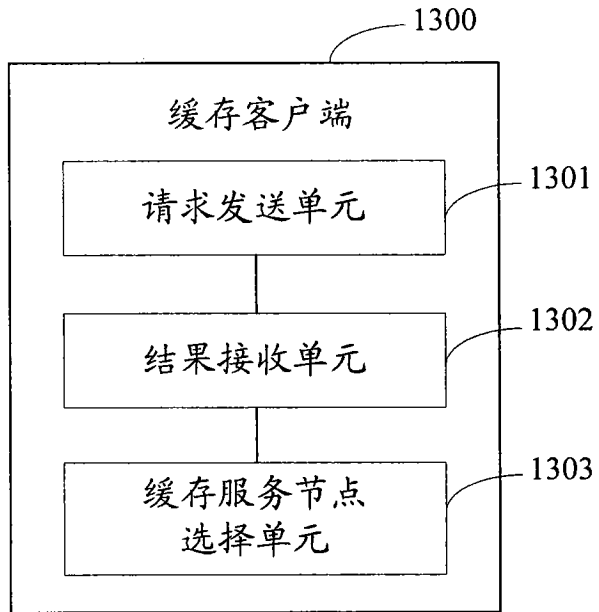 1300
缓存客户端
请求发送单元
1301
结果接收单元
1302
缓存服务节点
选择单元
1303